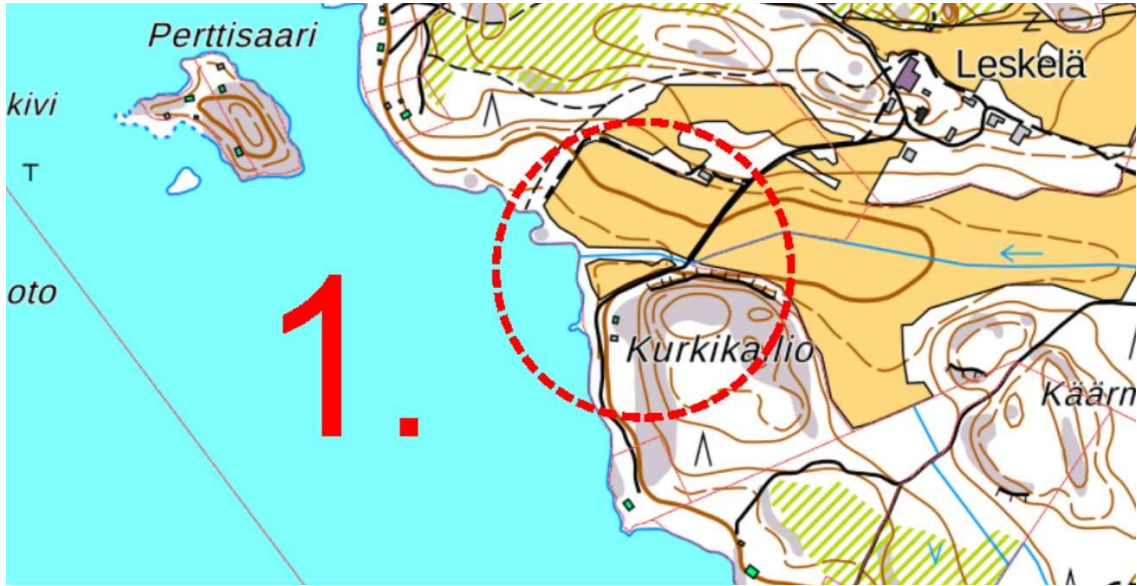 Perttisaari
Leskelä
kivi
T
oto
1.
Kurkikallio
Käärm